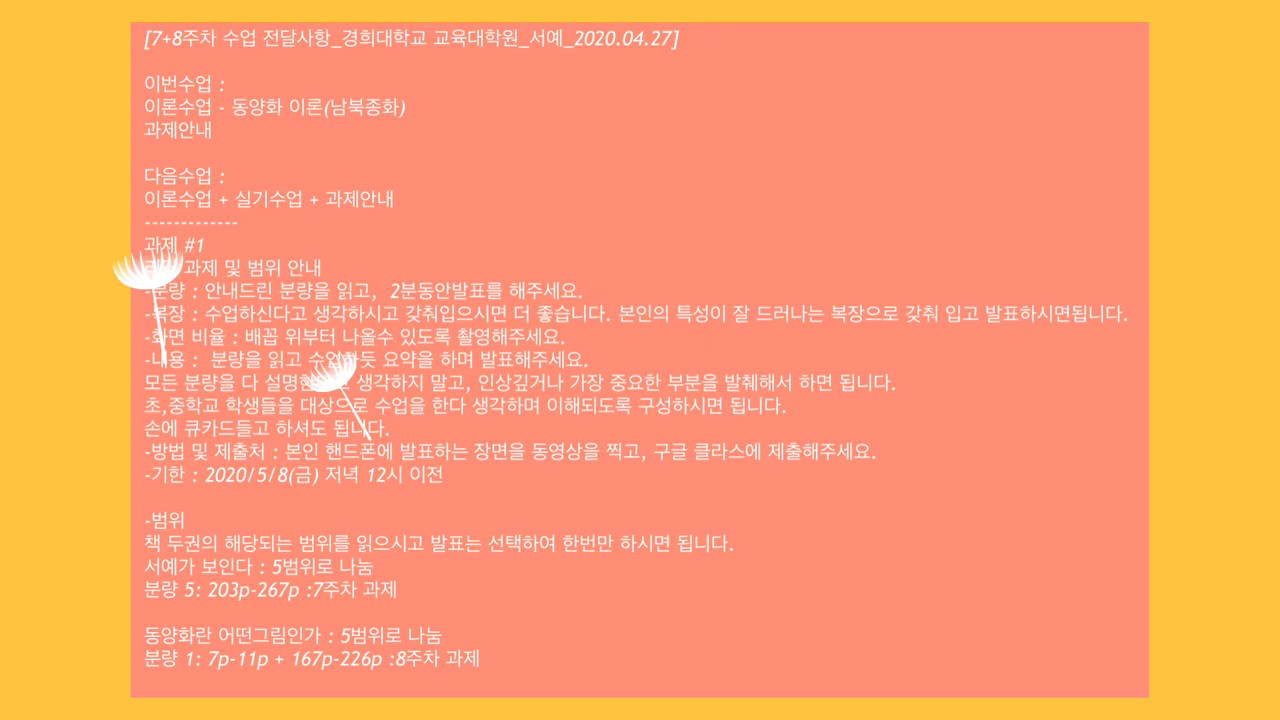 [7+8주차 수업 전달사항_경희대학교 교육대학원_서예_2020.04.27]
이번수업 :
이론수업 - 동양화 이론(남북종화)
과제안내
다음수업 :
이론수업 + 실기수업 + 과제안내
-------------
과제 #1
과제 및 범위 안내
-분량 : 안내드린 분량을 읽고, 2분동안발표를 해주세요.
-복장 : 수업하신다고 생각하시고 갖춰입으시면 더 좋습니다. 본인의 특성이 잘 드러나는 복장으로 갖춰 입고 발표하시면됩니다.
-화면 비율 : 배꼽 위부터 나올수 있도록 촬영해주세요.
-내용 : 분량을 읽고 수업하듯 요약을 하며 발표해주세요.
모든 분량을 다 생각하지 말고, 인상깊거나 가장 중요한 부분을 발췌해서 하면 됩니다.
초,중학교 학생들을 대상으로 수업을 한다 생각하며 이해되도록 구성하시면 됩니다.
손에 큐카드들고 하셔도 됩니다.
-방법 및 제출처 : 본인 핸드폰에 발표하는 장면을 동영상을 찍고, 구글 클라스에 제출해주세요.
-기한 : 2020/5/8(금) 저녁 12시 이전
-범위
책 두권의 해당되는 범위를 읽으시고 발표는 선택하여 한번만 하시면 됩니다.
서예가 보인다 : 5범위로 나눔
분량 5: 203p-267p :7주차 과제
동양화란 어떤그림인가 : 5범위로 나눔
분량 1: 7p-11p + 167p-226p :8주차 과제